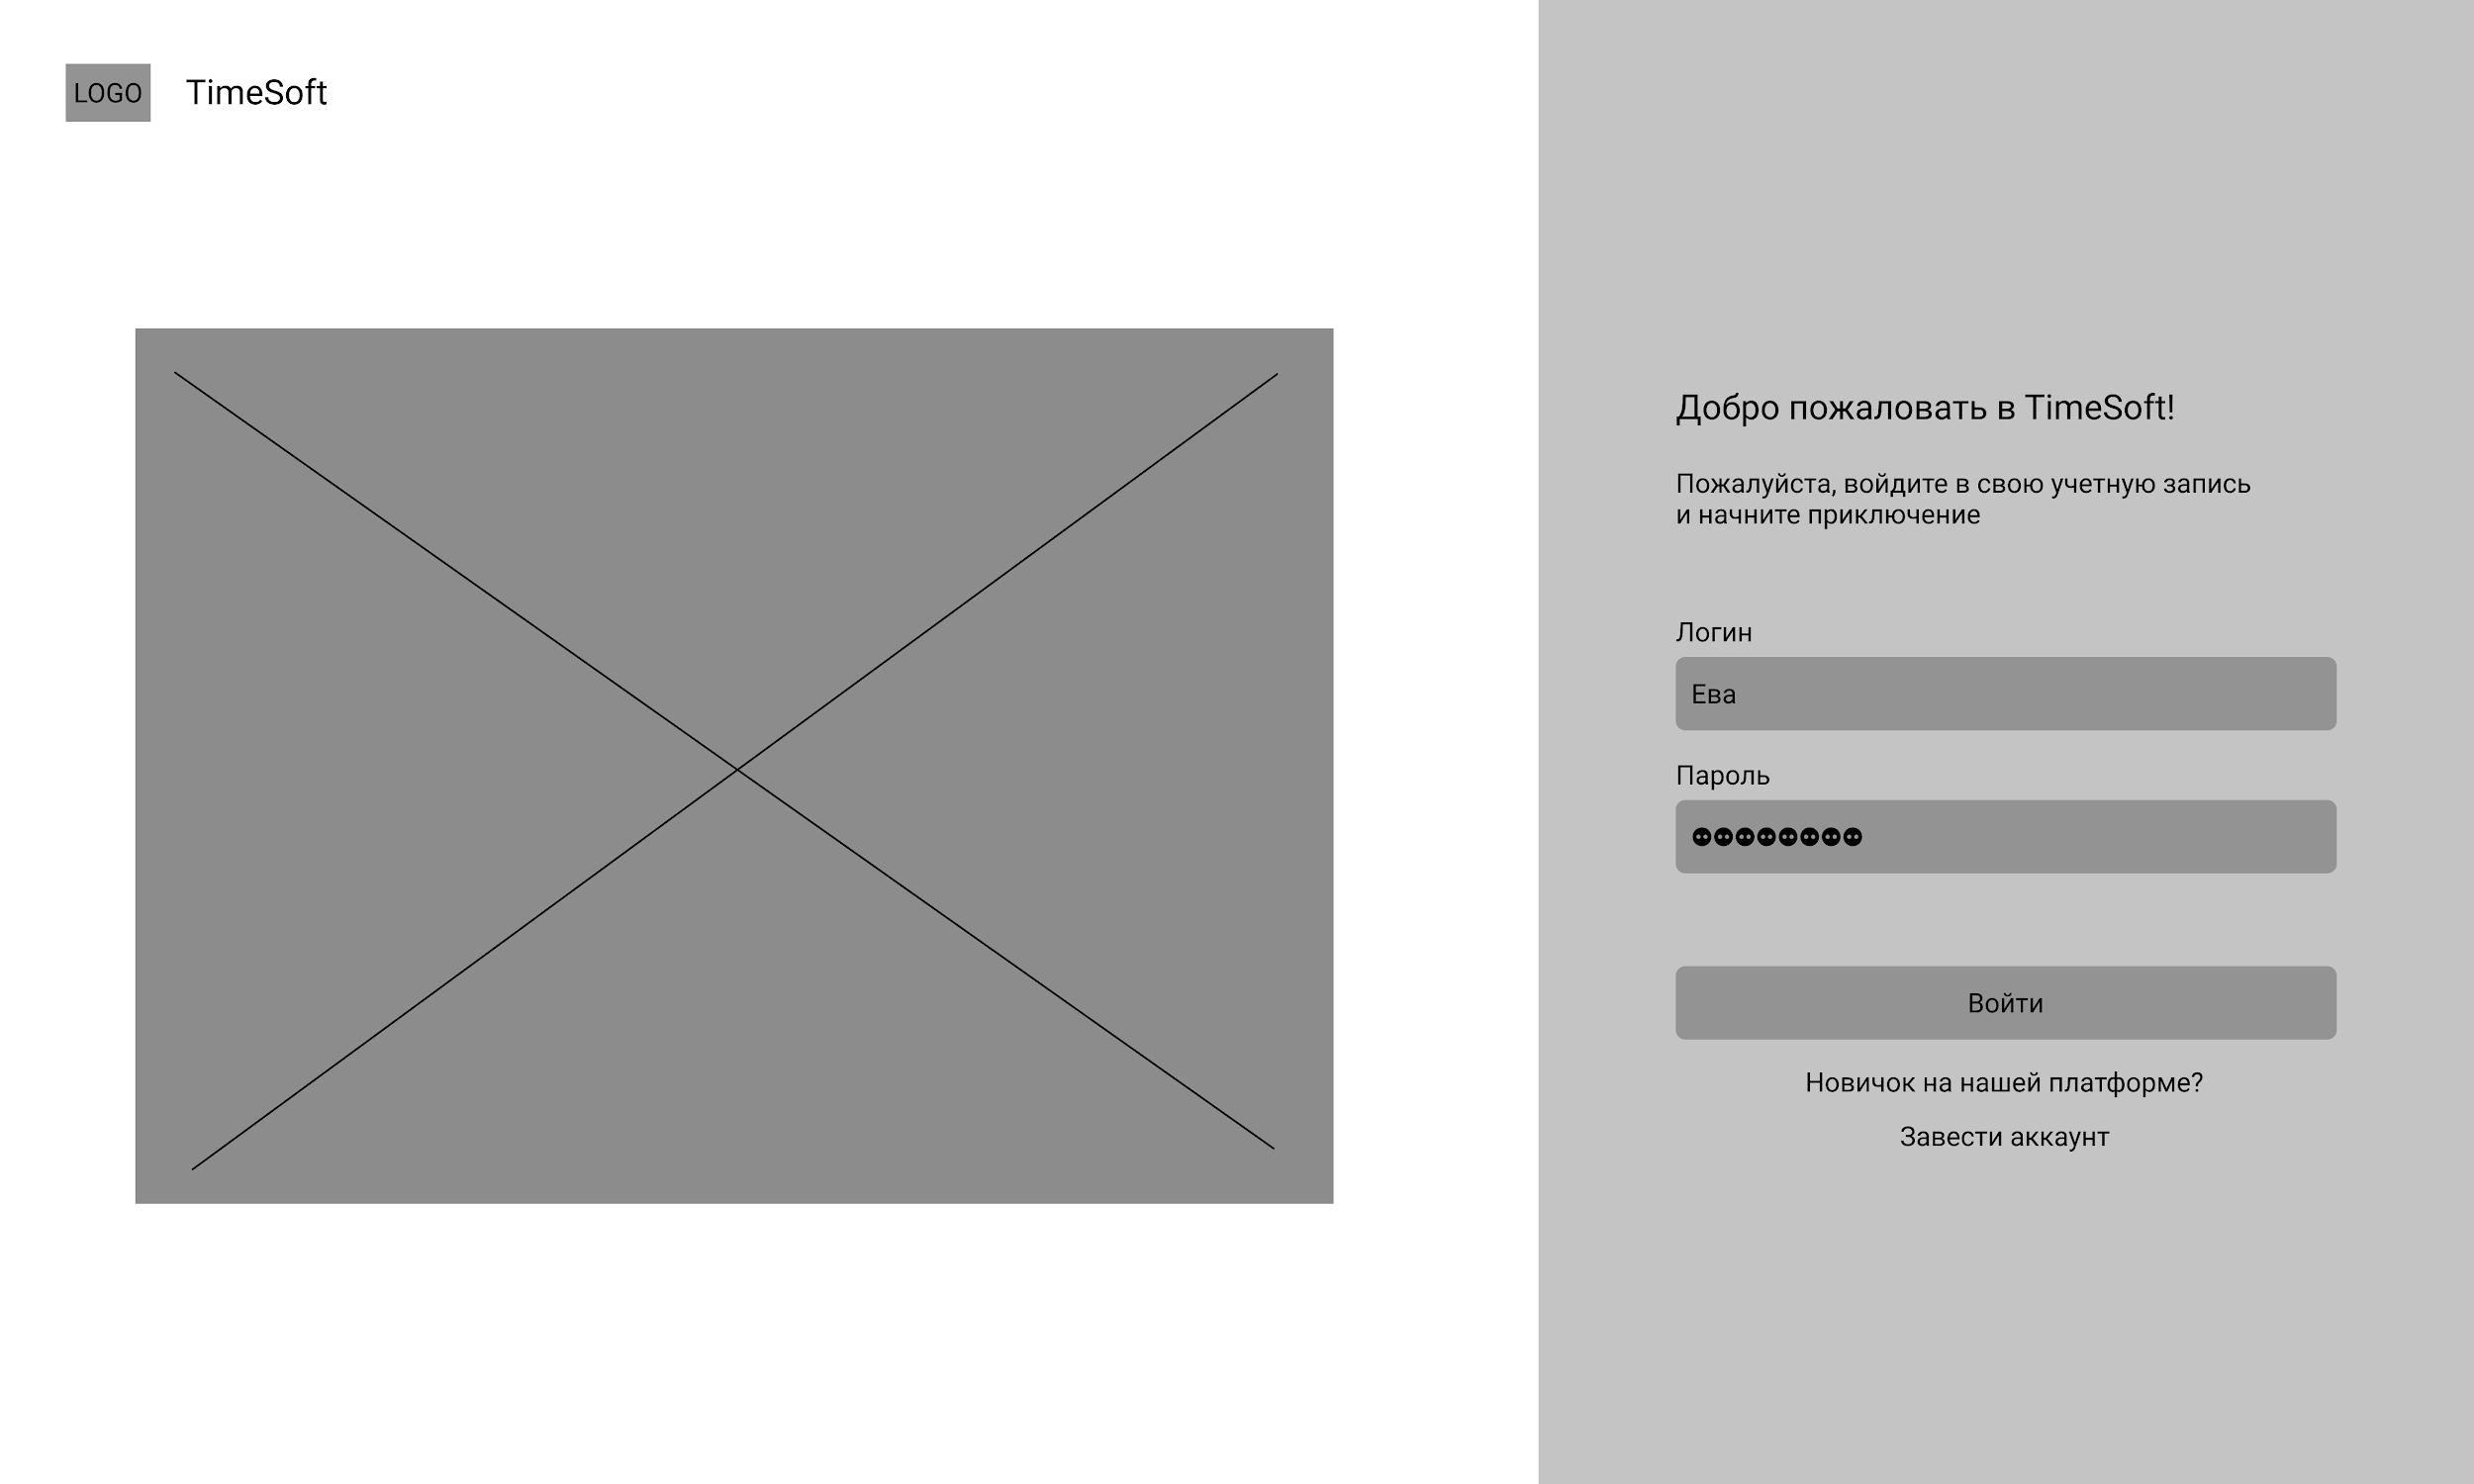 LOGO TimeSoft
Добро пожаловать в TimeSoft!
Пожалуйста, войдите в свою учетную запись
и начните приключение
Логин
Ева
Пароль
Войти
Новичок на нашей платформе?
Завести аккаунт